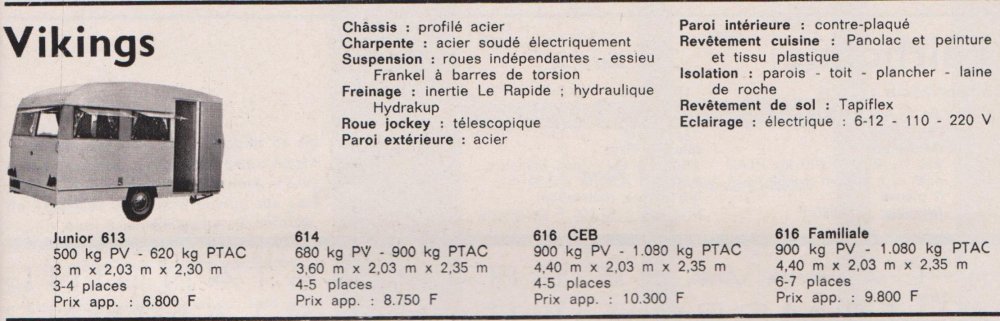 Vikings
Châssis : profilé acier
Charpente : acier soudé électriquement
Suspension : roues indépendantes - essieu
Frankel à barres de torsion
Freinage : inertie Le Rapide ; hydraulique
Hydrakup
Roue jockey : télescopique
Paroi extérieure : acier
Paroi intérieure : contre-plaqué
Revêtement cuisine : Panolac et peinture
et tissu plastique
Isolation : parois - toit - plancher - laine
de roche
Revêtement de sol : Tapiflex
Eclairage : électrique : 6-12 - 110 - 220 V
Junior 613
500 kg PV - 620 kg PTAC
3 m x 2,03 m x 2,30 m
3-4 places
Prix app. : 6.800 F
614
680 kg PV - 900 kg PTAC
3,60 m x 2,03 m x 2,35 m
4-5 places
Prix app. : 8.750 F
616 CEB
900 kg PV - 1.080 kg PTAC
4,40 m x 2,03 m x 2,35 m
4-5 places
Prix app. : 10.300 F
616 Familiale
900 kg PV - 1.080 kg PTAC
4,40 m x 2,03 m x 2,35 m
6-7 places
Prix app. : 9.800 F